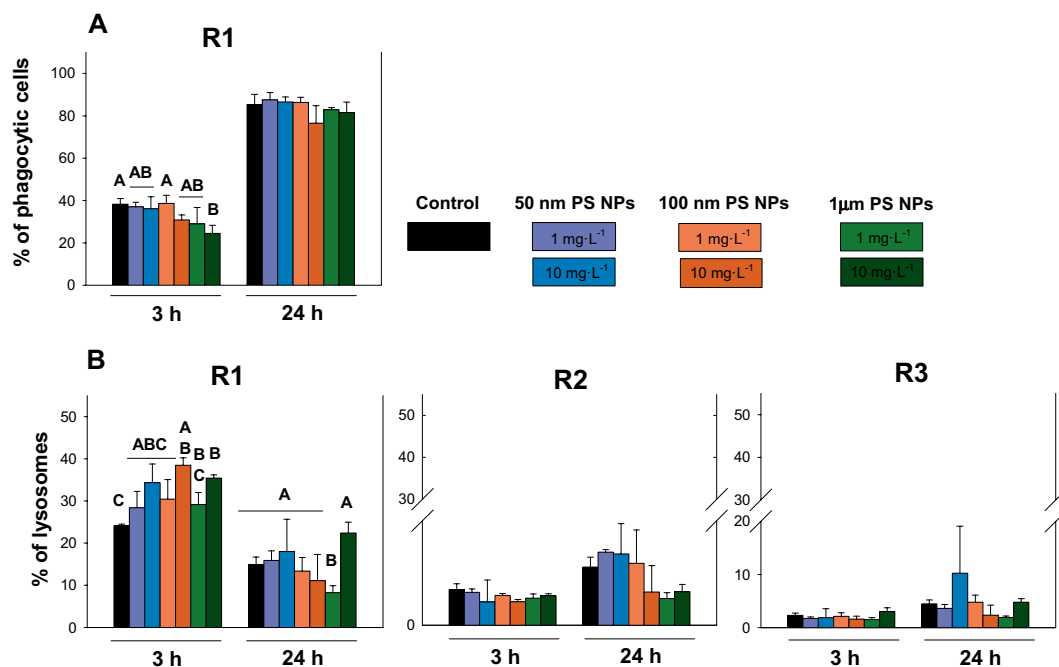 A
R1
% of phagocytic cells
100
80
60
40
20
0
A
AB
A
AB
B
3 h
24 h
Control
50 nm PS NPs
100 nm PS NPs
1µm PS NPs
1 mg·L⁻¹
1 mg·L⁻¹
1 mg·L⁻¹
10 mg·L⁻¹
10 mg·L⁻¹
10 mg·L⁻¹
B
R1
% of lysosomes
50
40
30
20
10
0
C
ABC
A
B
B
C
B
A
B
A
3 h
24 h
R2
50
40
30
0
3 h
24 h
R3
50
40
30
20
10
0
3 h
24 h